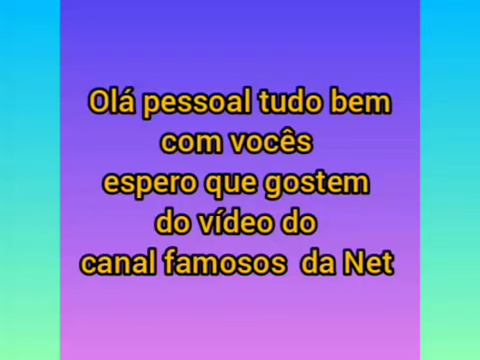 Olá pessoal tudo bem
com vocês
espero que gostem
do vídeo do
canal famosos da Net